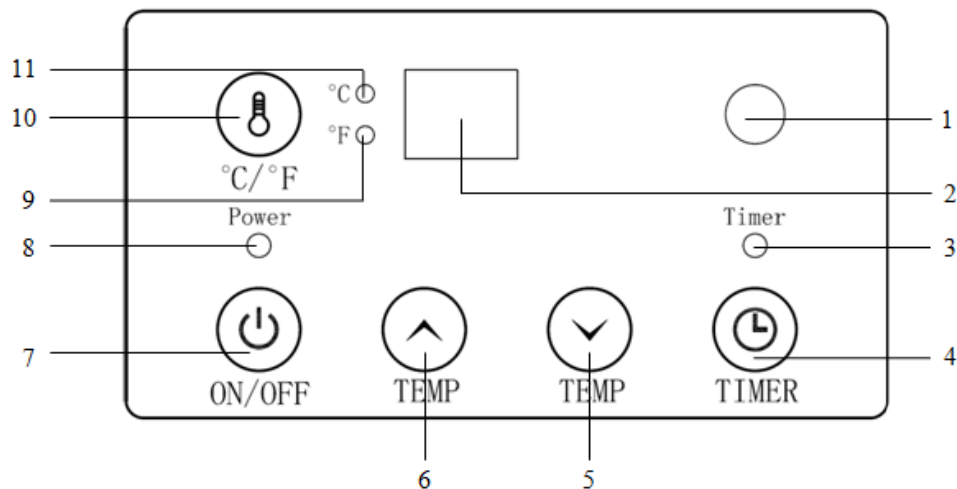 11
°C
10
°F
1
°C/°F
2
9
Power
Timer
8
3
7
4
ON/OFF
TEMP
TEMP
TIMER
6
5